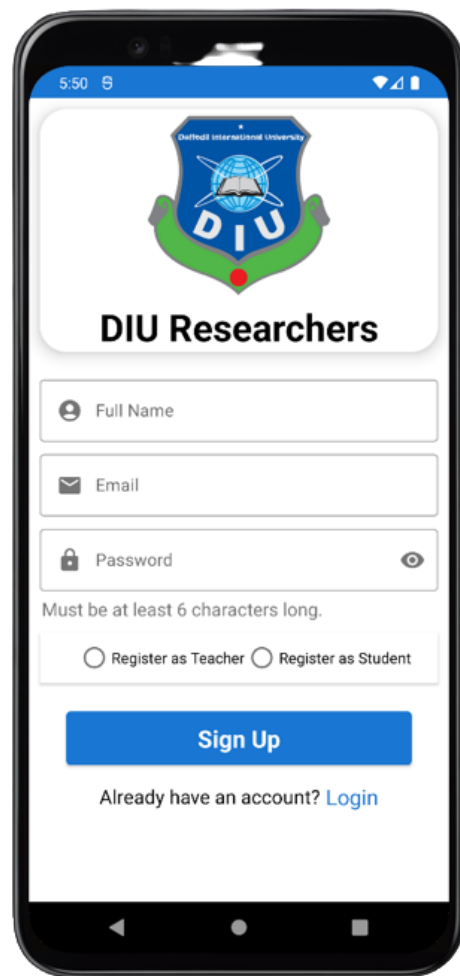 5:50
Daffodil International University
DIU
DIU Researchers
Full Name
Email
Password
Must be at least 6 characters long.
Register as Teacher Register as Student
Sign Up
Already have an account? Login